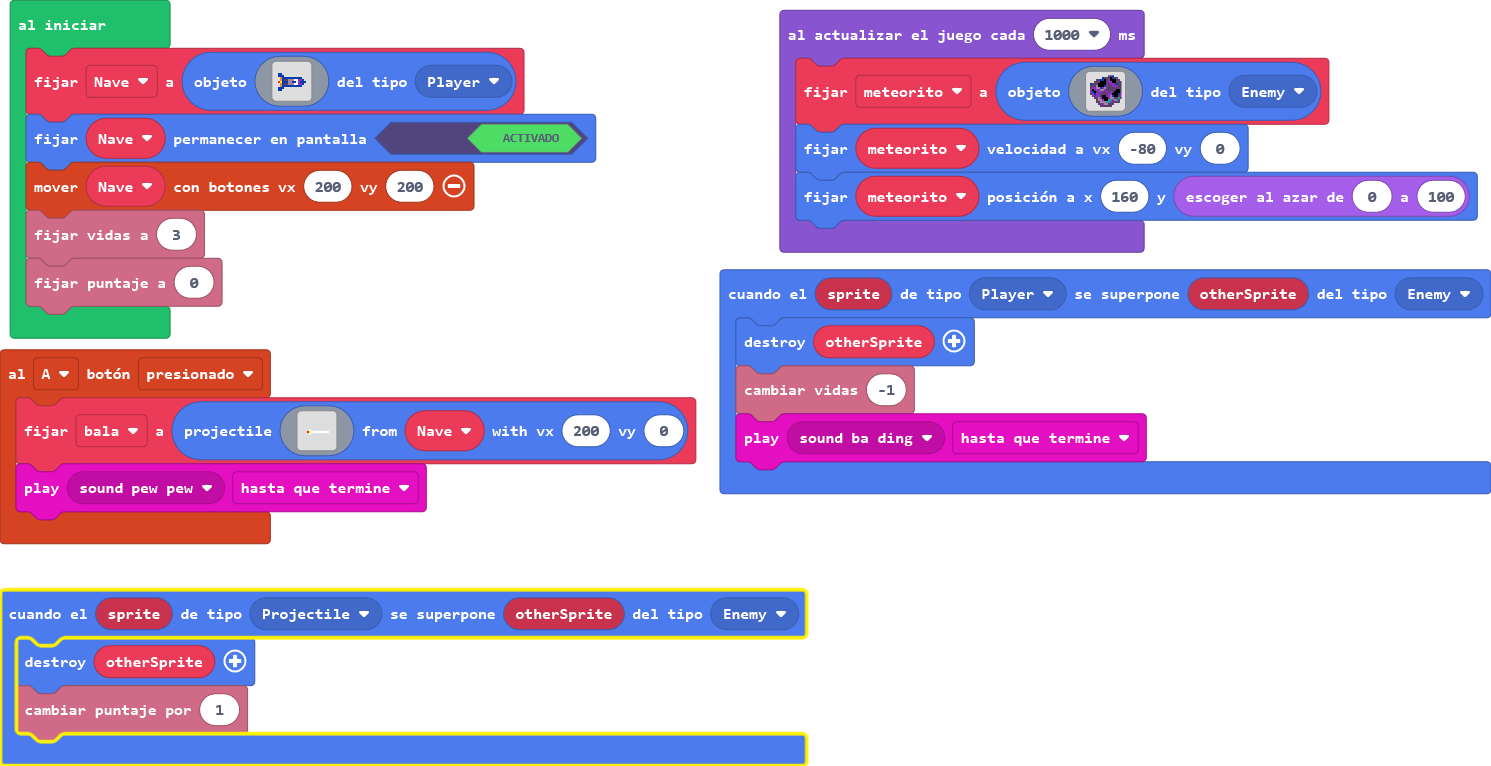 al iniciar
fijar Nave a objeto del tipo Player
fijar Nave permanecer en pantalla ACTIVADO
mover Nave con botones vx 200 vy 200
fijar vidas a 3
fijar puntaje a 0
al A botón presionado
fijar bala a projectile from Nave with vx 200 vy 0
play sound pew pew hasta que termine
al actualizar el juego cada 1000 ms
fijar meteorito a objeto del tipo Enemy
fijar meteorito velocidad a vx -80 vy 0
fijar meteorito posición a x 160 y escoger al azar de 0 a 100
cuando el sprite de tipo Player se superpone otherSprite del tipo Enemy
destroy otherSprite
cambiar vidas -1
play sound ba ding hasta que termine
cuando el sprite de tipo Projectile se superpone otherSprite del tipo Enemy
destroy otherSprite
cambiar puntaje por 1